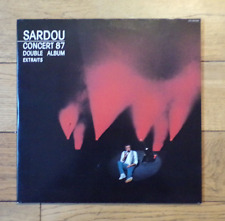 SARDOU
CONCERT 87
DOUBLE ALBUM
EXTRAITS